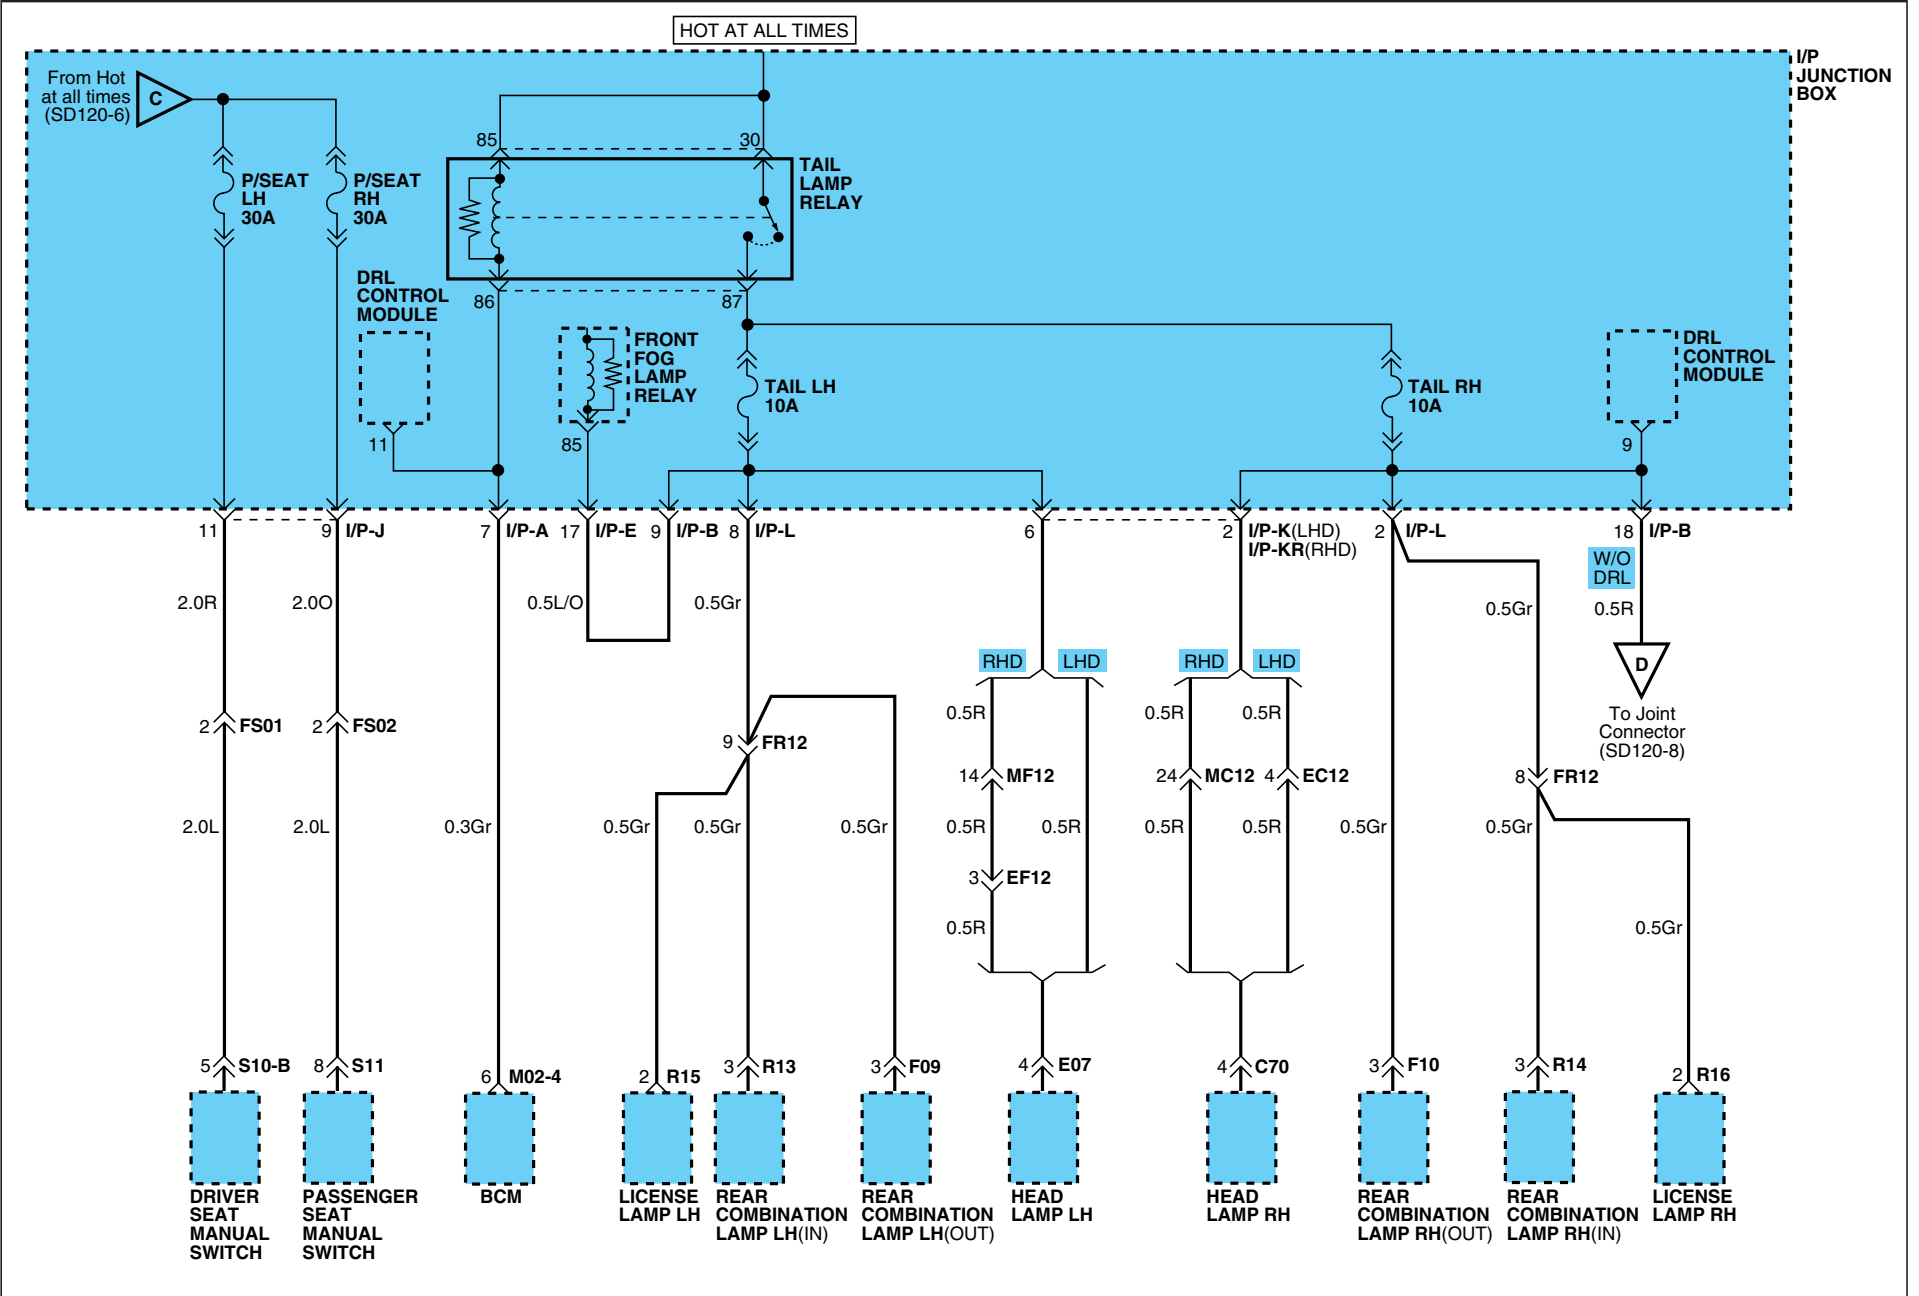 HOT AT ALL TIMES
I/P
JUNCTION
BOX
From Hot
at all times
(SD120-6)
C
85
30
TAIL
LAMP
RELAY
P/SEAT
LH
30A
P/SEAT
RH
30A
86
87
DRL
CONTROL
MODULE
11
FRONT
FOG
LAMP
RELAY
85
TAIL LH
10A
TAIL RH
10A
DRL
CONTROL
MODULE
9
11
9 I/P-J
7 I/P-A
17 I/P-E
9 I/P-B
8 I/P-L
6
2 I/P-K(LHD)
I/P-KR(RHD)
2 I/P-L
18 I/P-B
W/O
DRL
2.0R
2.0O
0.5L/O
0.5Gr
0.5Gr
0.5R
RHD
LHD
RHD
LHD
D
To Joint
Connector
(SD120-8)
2 FS01
2 FS02
9 FR12
0.5R
0.5R
0.5R
14 MF12
24 MC12
4 EC12
8 FR12
2.0L
2.0L
0.3Gr
0.5Gr
0.5Gr
0.5Gr
0.5R
0.5R
0.5R
0.5R
0.5Gr
0.5Gr
3 EF12
0.5R
0.5Gr
5 S10-B
8 S11
6 M02-4
2 R15
3 R13
3 F09
4 E07
4 C70
3 F10
3 R14
2 R16
DRIVER
SEAT
MANUAL
SWITCH
PASSENGER
SEAT
MANUAL
SWITCH
BCM
LICENSE
LAMP LH
REAR
COMBINATION
LAMP LH(IN)
REAR
COMBINATION
LAMP LH(OUT)
HEAD
LAMP LH
HEAD
LAMP RH
REAR
COMBINATION
LAMP RH(OUT)
REAR
COMBINATION
LAMP RH(IN)
LICENSE
LAMP RH